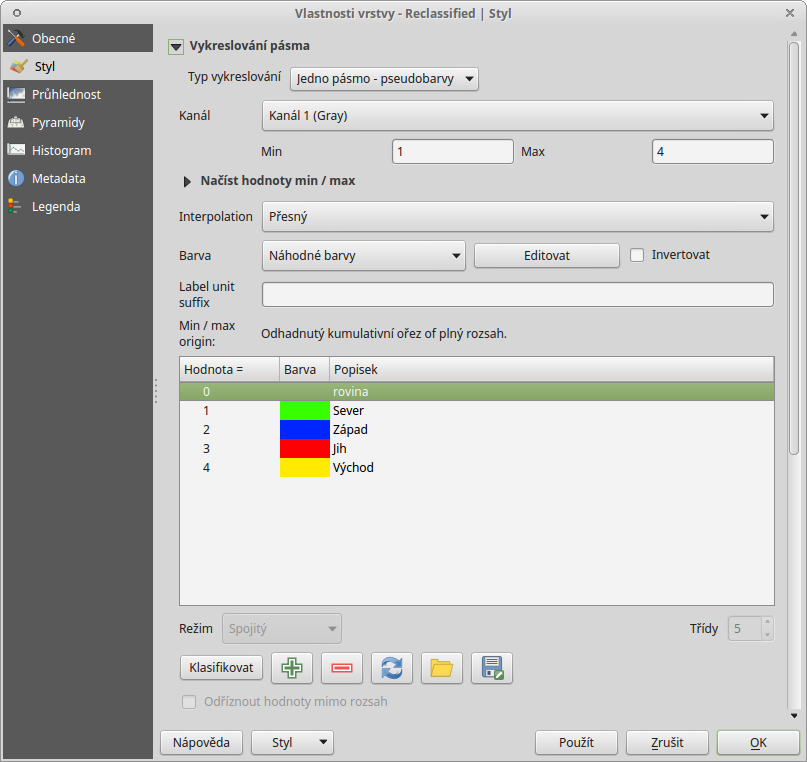 Vlastnosti vrstvy - Reclassified | Styl
Obecné
Styl
Průhlednost
Pyramidy
Histogram
Metadata
Legenda
Vykreslování pásma
Typ vykreslování Jedno pásmo - pseudobarvy
Kanál Kanál 1 (Gray)
Min 1 Max 4
Načíst hodnoty min / max
Interpolation Přesný
Barva Náhodné barvy Editovat Invertovat
Label unit
suffix
Min / max
origin: Odhadnutý kumulativní ořez of plný rozsah.
Hodnota = Barva Popisek
0 rovina
1 Sever
2 Západ
3 Jih
4 Východ
Režim Spojitý Třídy 5
Klasifikovat
Odříznout hodnoty mimo rozsah
Nápověda Styl Použít Zrušit OK